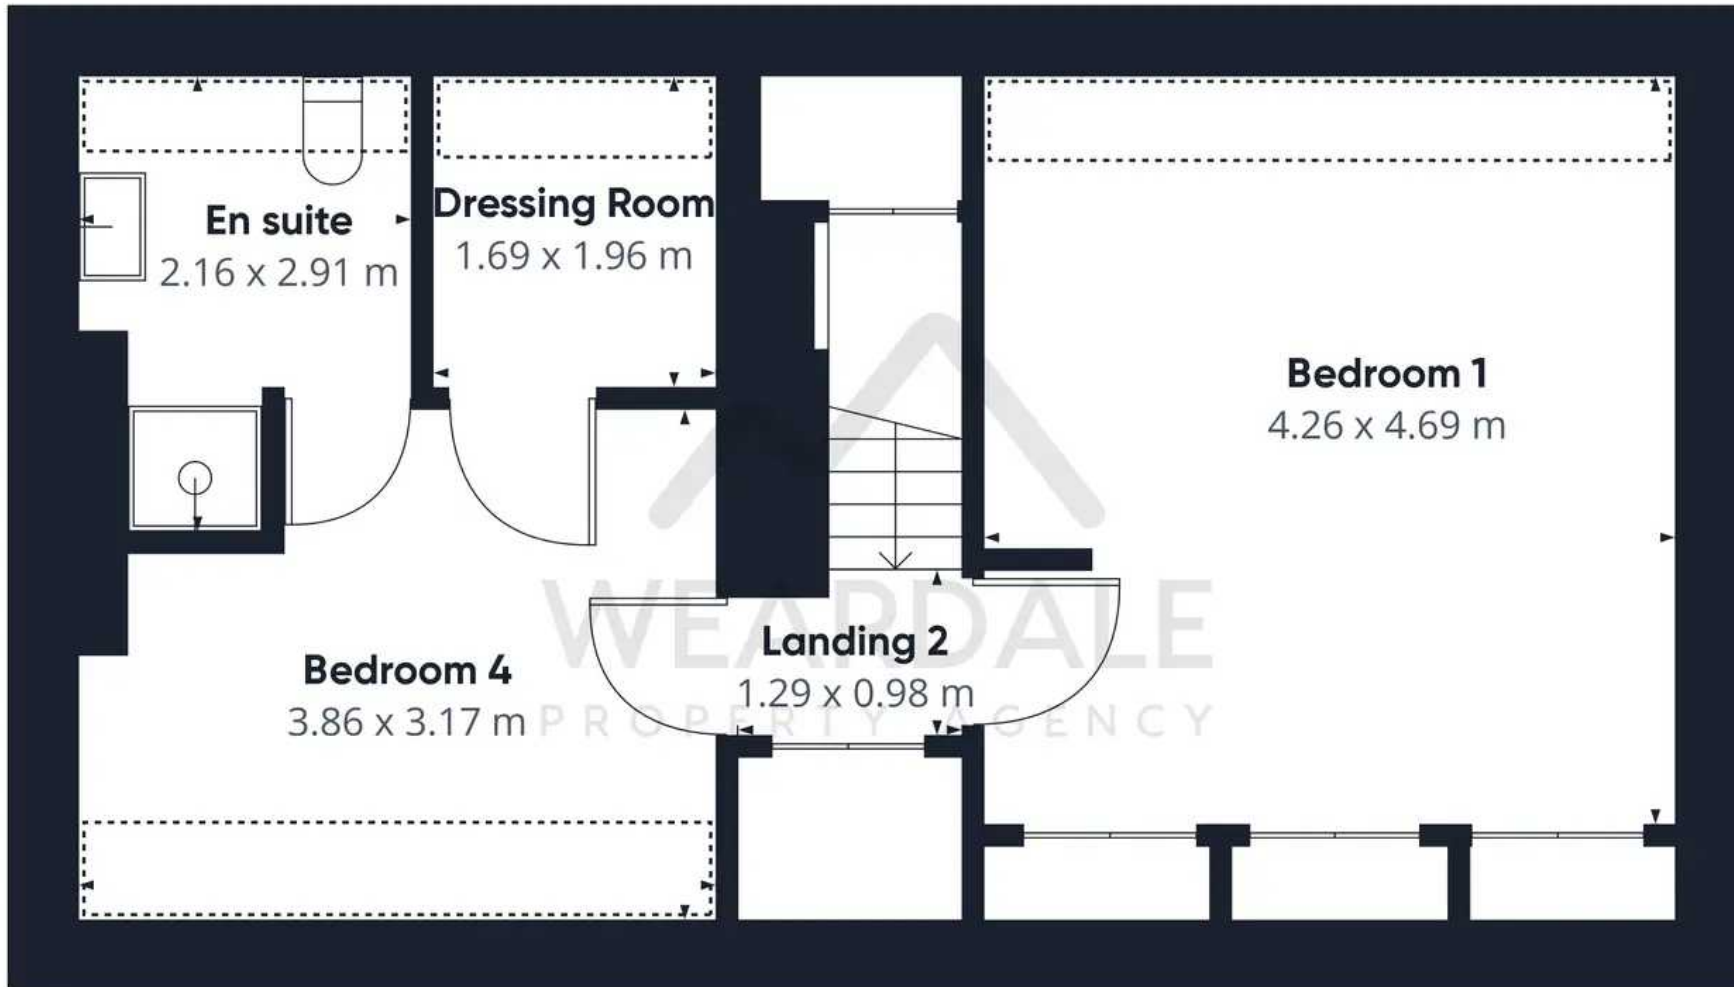 En suite
2.16 x 2.91 m
Dressing Room
1.69 x 1.96 m
Bedroom 1
4.26 x 4.69 m
Bedroom 4
3.86 x 3.17 m
Landing 2
1.29 x 0.98 m
WEARDALE
PROPERTY AGENCY